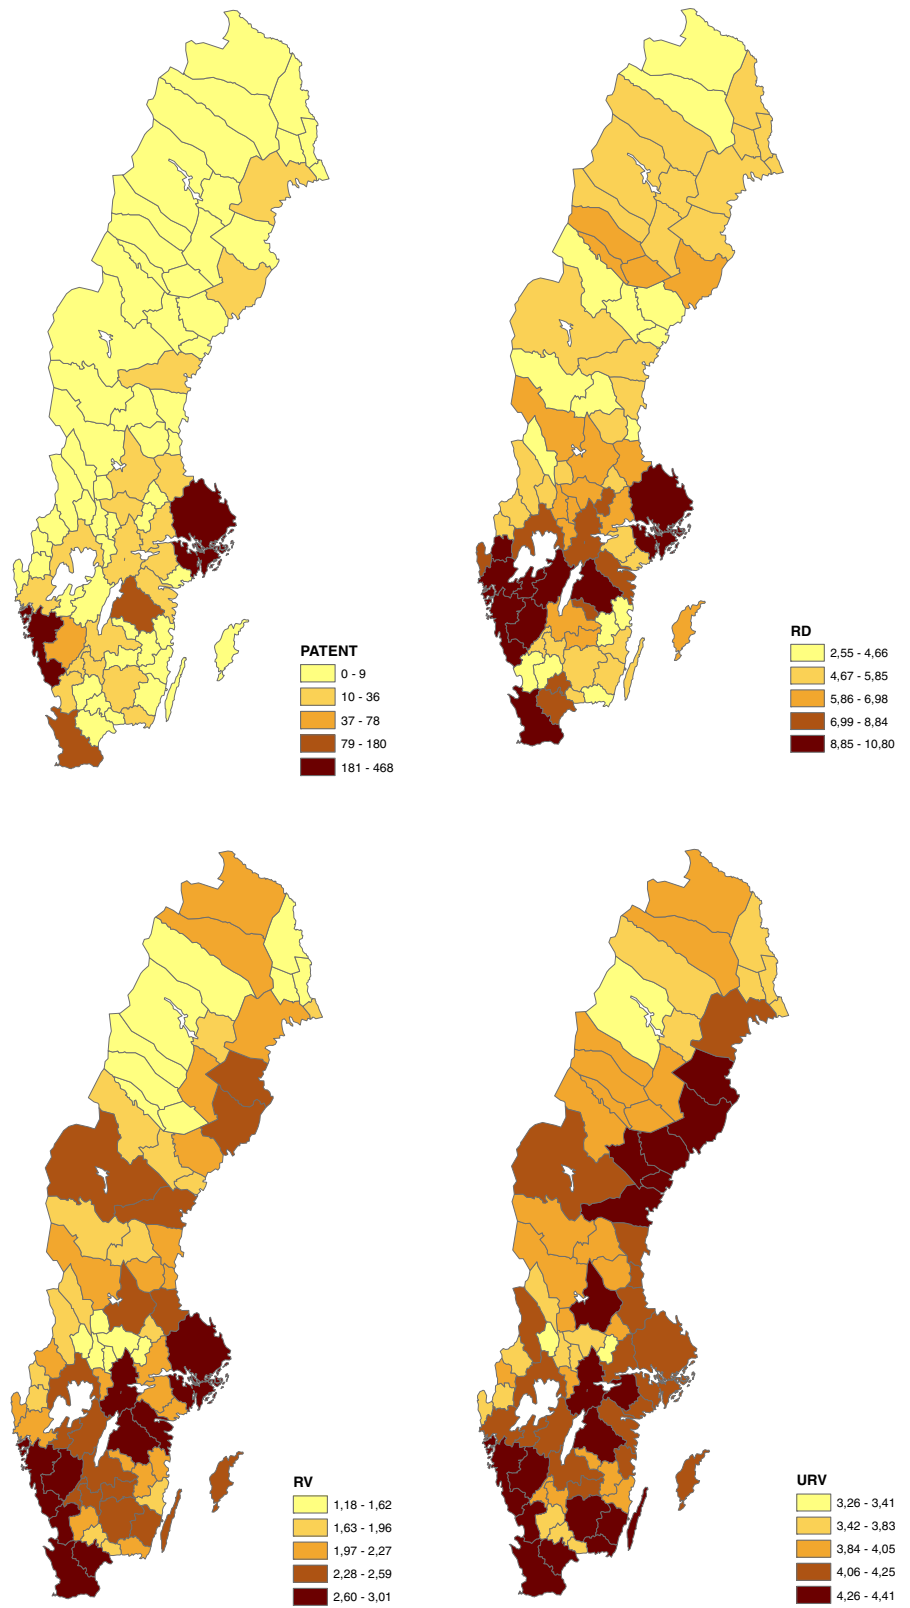 PATENT
0 - 9
10 - 36
37 - 78
79 - 180
181 - 468
RD
2,55 - 4,66
4,67 - 5,85
5,86 - 6,98
6,99 - 8,84
8,85 - 10,80
RV
1,18 - 1,62
1,63 - 1,96
1,97 - 2,27
2,28 - 2,59
2,60 - 3,01
URV
3,26 - 3,41
3,42 - 3,83
3,84 - 4,05
4,06 - 4,25
4,26 - 4,41